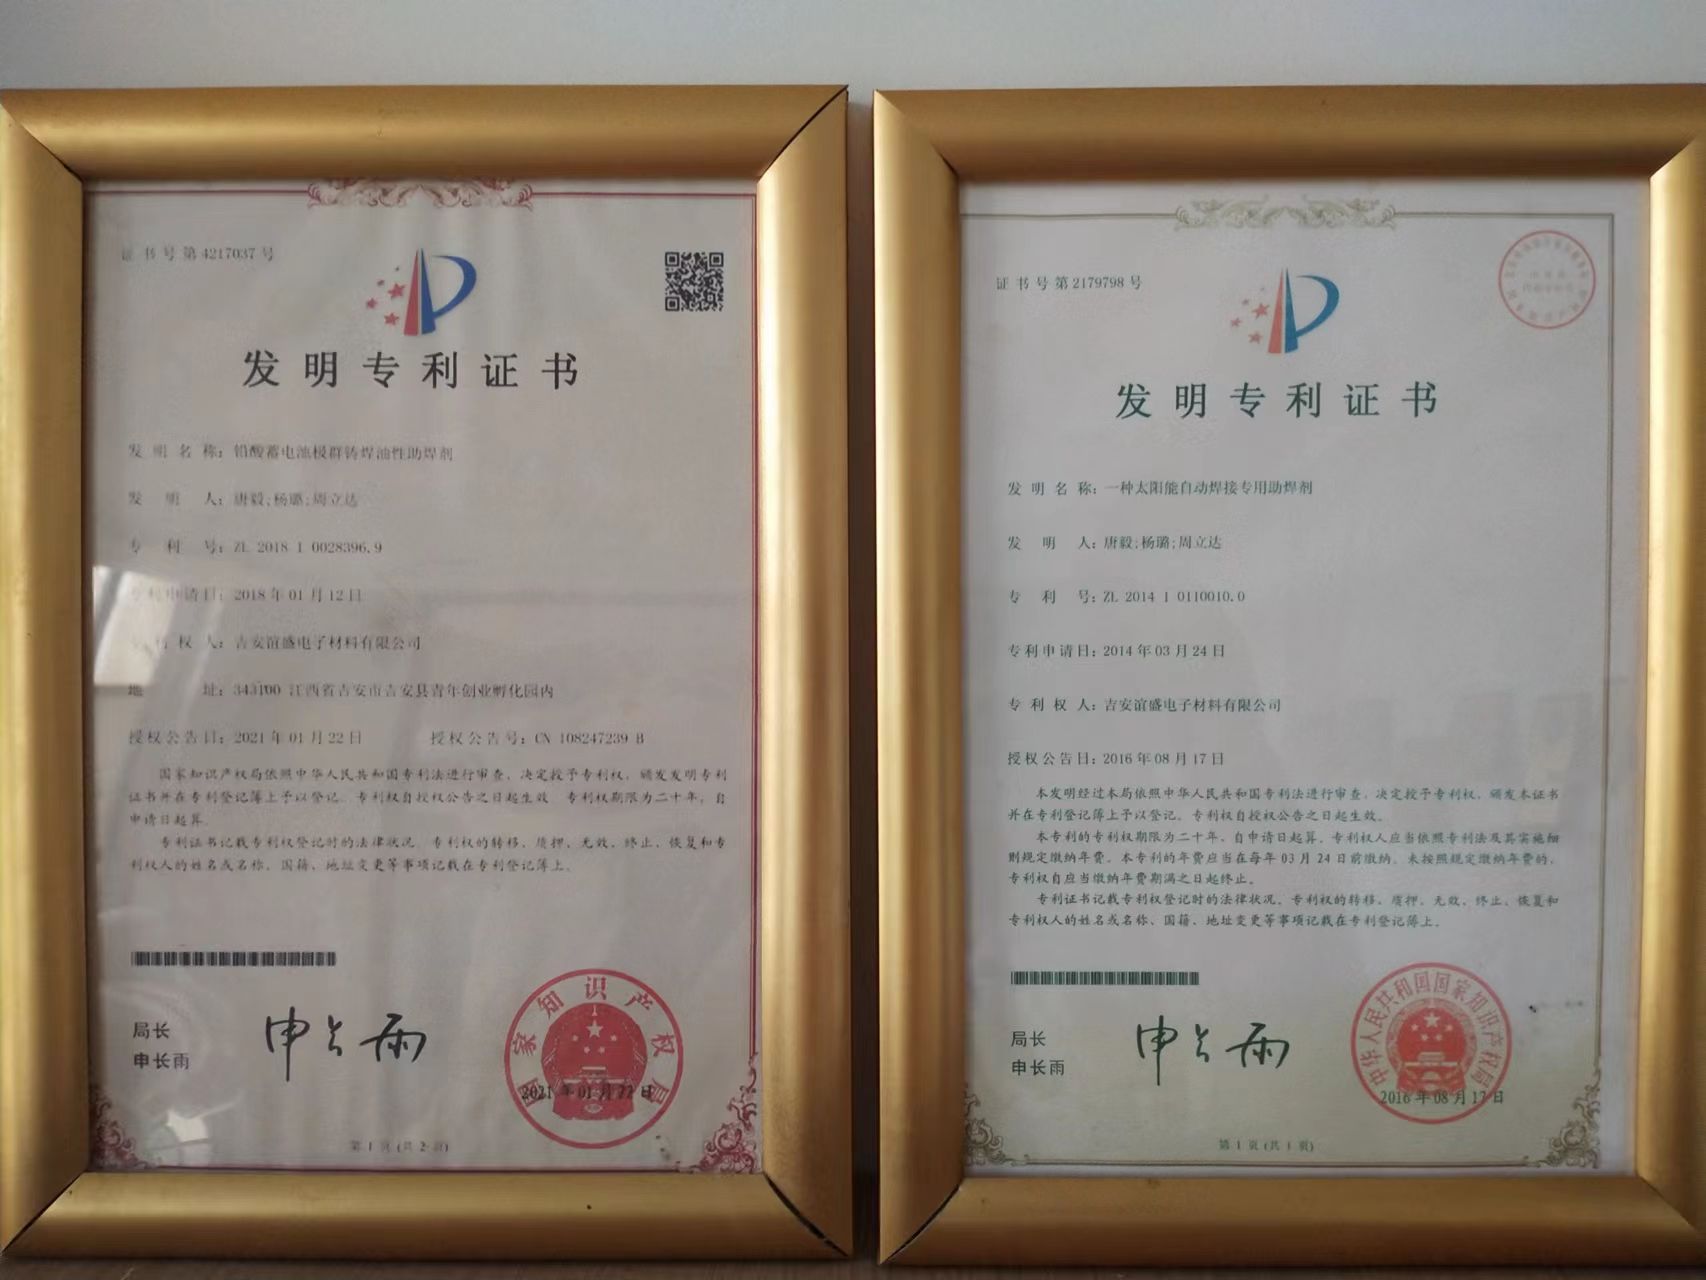 证书号第4217037号
发明专利证书
发明名称：铅酸蓄电池极群铸焊油性助焊剂
发明人：唐毅;杨璐;周立达
专利号：ZL 2018 1 0028396.9
专利申请日：2018年01月12日
专利权人：吉安谊盛电子材料有限公司
地址：343100 江西省吉安市吉安县青年创业孵化园内
授权公告日：2021年01月22日 授权公告号：CN 108247239 B
国家知识产权局依照中华人民共和国专利法进行审查，决定授予专利权，颁发发明专利
证书并在专利登记簿上予以登记。专利权自授权公告之日起生效。专利权期限为二十年，自
申请日起算。
专利证书记载专利权登记时的法律状况。专利权的转移、质押、无效、终止、恢复和专
利权人的姓名或名称、国籍、地址变更等事项记载在专利登记簿上。
局长
申长雨
申长雨
国家知识产权局
2021年01月22日
第1页(共2页)
证书号第2179798号
发明专利证书
发明名称：一种太阳能自动焊接专用助焊剂
发明人：唐毅;杨璐;周立达
专利号：ZL 2014 1 0110010.0
专利申请日：2014年03月24日
专利权人：吉安谊盛电子材料有限公司
授权公告日：2016年08月17日
本发明经过本局依照中华人民共和国专利法进行审查，决定授予专利权，颁发本证书
并在专利登记簿上予以登记。专利权自授权公告之日起生效。
本专利的专利权期限为二十年，自申请日起算。专利权人应当依照专利法及其实施细
则规定缴纳年费。本专利的年费应当在每年03月24日前缴纳。未按照规定缴纳年费的，
专利权自应当缴纳年费期满之日起终止。
专利证书记载专利权登记时的法律状况。专利权的转移、质押、无效、终止、恢复和
专利权人的姓名或名称、国籍、地址变更等事项记载在专利登记簿上。
局长
申长雨
申长雨
中华人民共和国国家知识产权局
2016年08月17日
第1页(共1页)